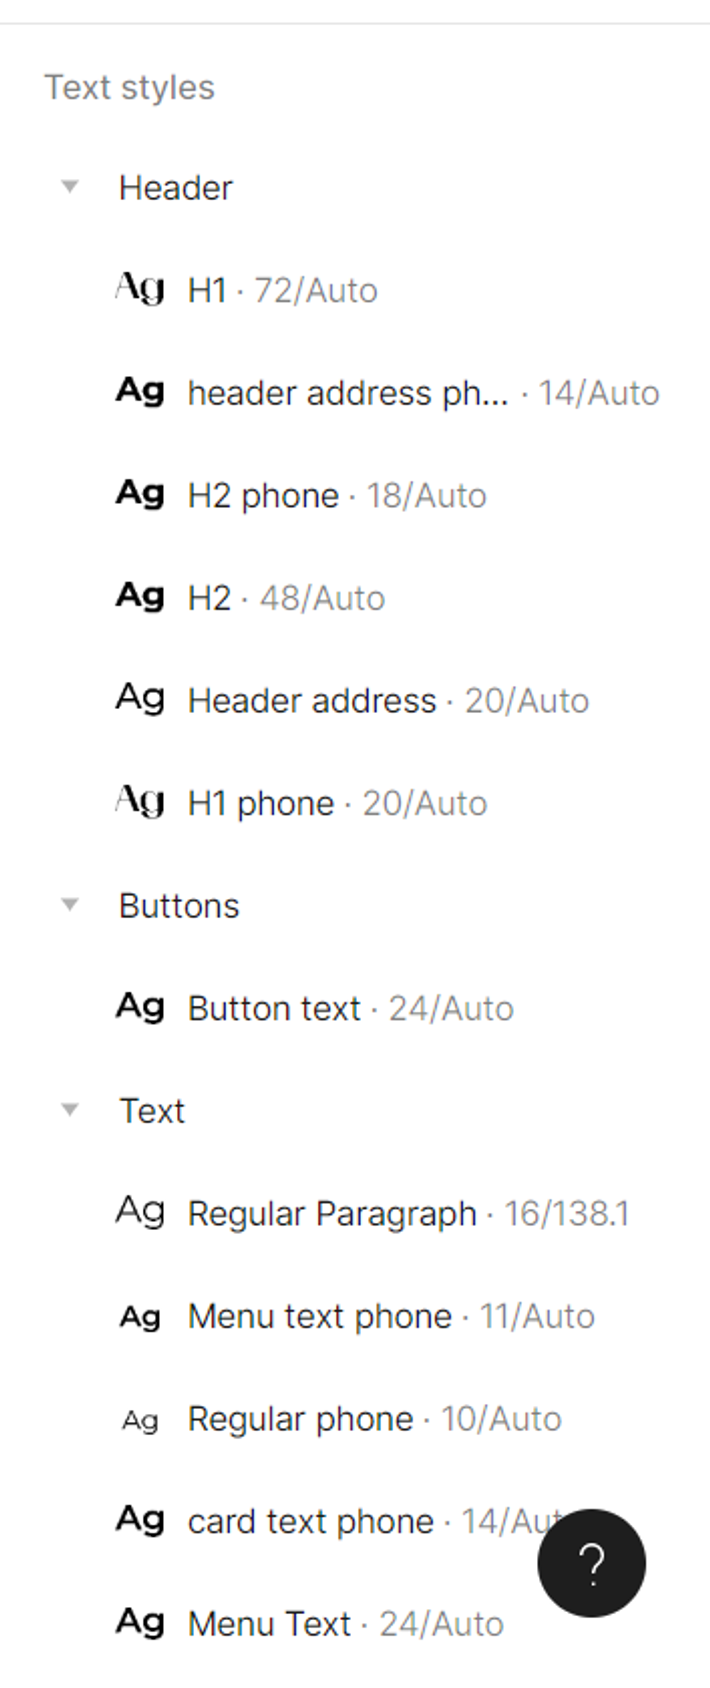 Text styles
Header
Ag H1 · 72/Auto
Ag header address ph... · 14/Auto
Ag H2 phone · 18/Auto
Ag H2 · 48/Auto
Ag Header address · 20/Auto
Ag H1 phone · 20/Auto
Buttons
Ag Button text · 24/Auto
Text
Ag Regular Paragraph · 16/138.1
Ag Menu text phone · 11/Auto
Ag Regular phone · 10/Auto
Ag card text phone · 14/Aut
?
Ag Menu Text · 24/Auto